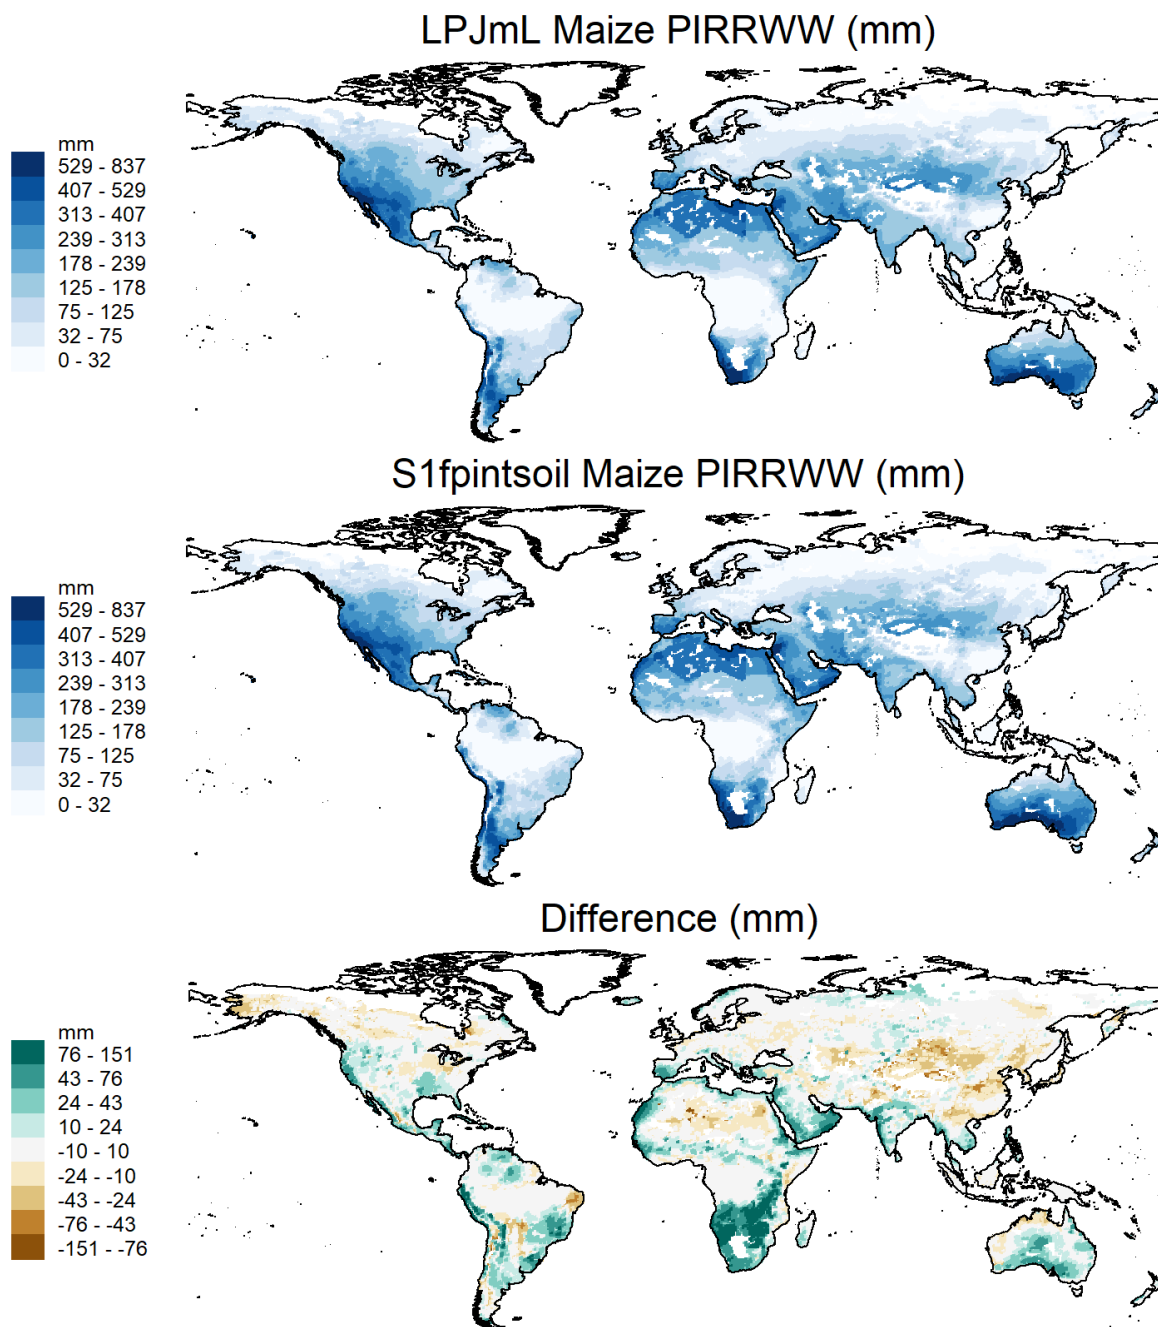 LPJmL Maize PIRRWW (mm)
mm
529 - 837
407 - 529
313 - 407
239 - 313
178 - 239
125 - 178
75 - 125
32 - 75
0 - 32
S1fpintsoil Maize PIRRWW (mm)
mm
529 - 837
407 - 529
313 - 407
239 - 313
178 - 239
125 - 178
75 - 125
32 - 75
0 - 32
Difference (mm)
mm
76 - 151
43 - 76
24 - 43
10 - 24
-10 - 10
-24 - -10
-43 - -24
-76 - -43
-151 - -76